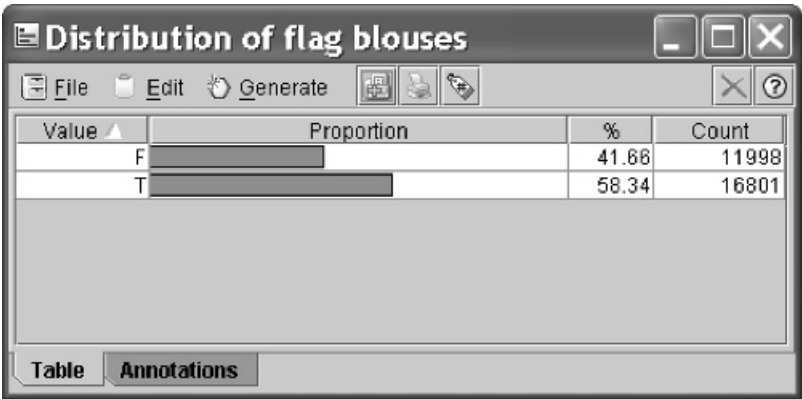 Distribution of flag blouses
File Edit Generate
Value Proportion % Count
F 41.66 11998
T 58.34 16801
Table Annotations